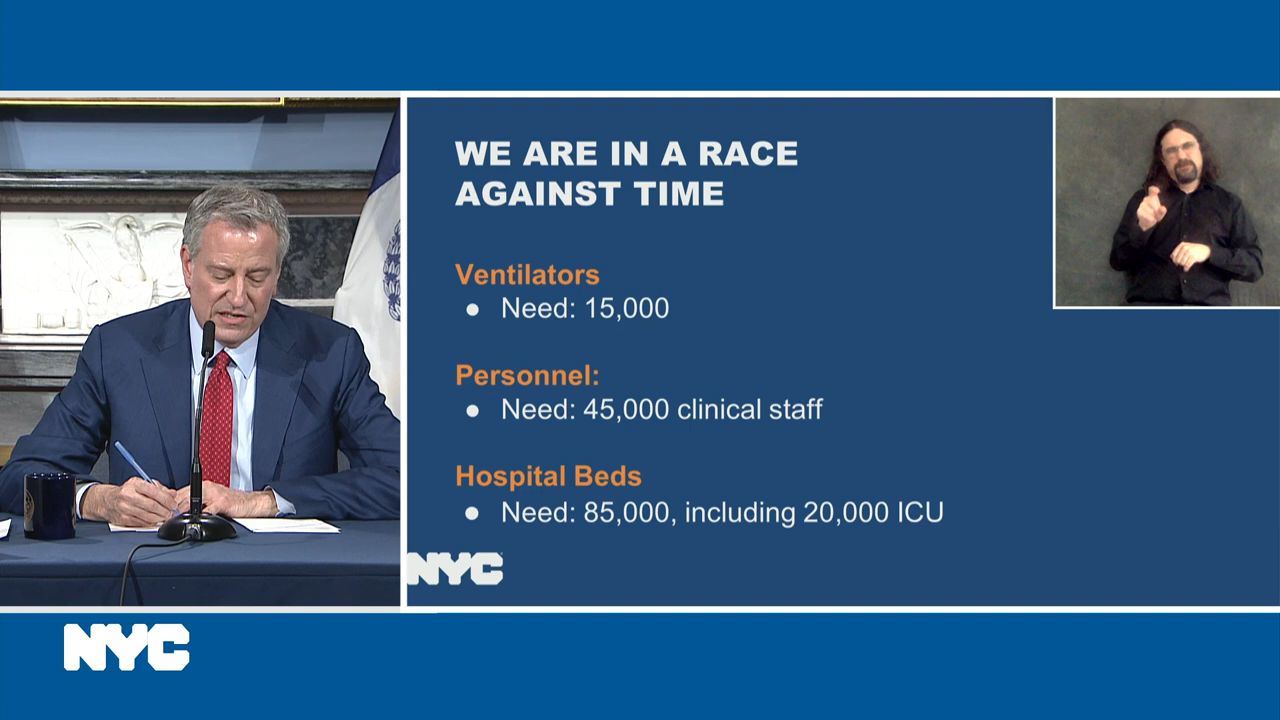 WE ARE IN A RACE
AGAINST TIME
Ventilators
● Need: 15,000
Personnel:
● Need: 45,000 clinical staff
Hospital Beds
● Need: 85,000, including 20,000 ICU
NYC
NYC